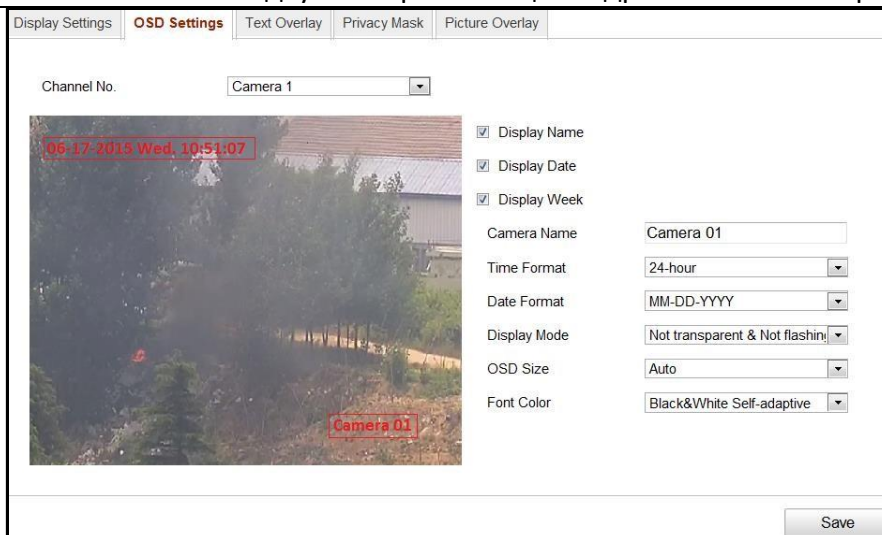 Display Settings OSD Settings Text Overlay Privacy Mask Picture Overlay
Channel No. Camera 1
06-17-2015 Wed. 10:51:07
Camera 01
Display Name
Display Date
Display Week
Camera Name Camera 01
Time Format 24-hour
Date Format MM-DD-YYYY
Display Mode Not transparent & Not flashing
OSD Size Auto
Font Color Black&White Self-adaptive
Save